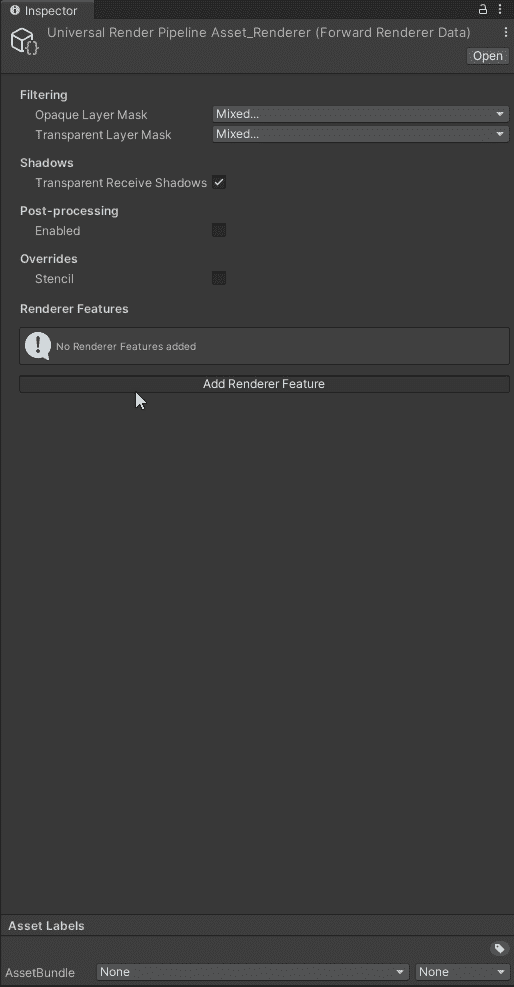 Inspector
Universal Render Pipeline Asset_Renderer (Forward Renderer Data)
Open
Filtering
Opaque Layer Mask Mixed...
Transparent Layer Mask Mixed...
Shadows
Transparent Receive Shadows
Post-processing
Enabled
Overrides
Stencil
Renderer Features
No Renderer Features added
Add Renderer Feature
Asset Labels
AssetBundle None None